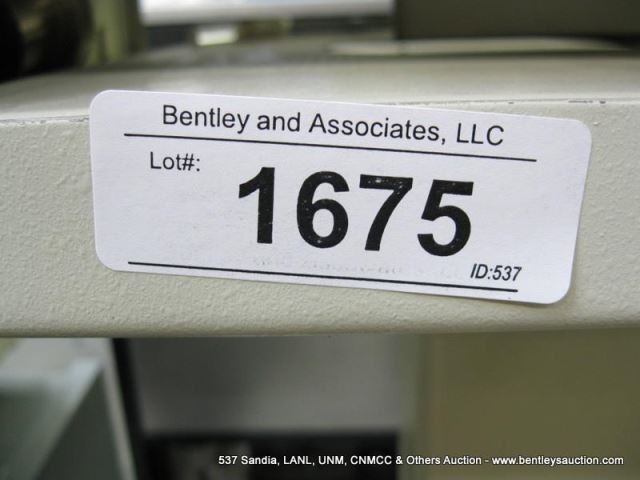 Bentley and Associates, LLC
Lot#:
1675
ID:537
537 Sandia, LANL, UNM, CNMCC & Others Auction - www.bentleysauction.com